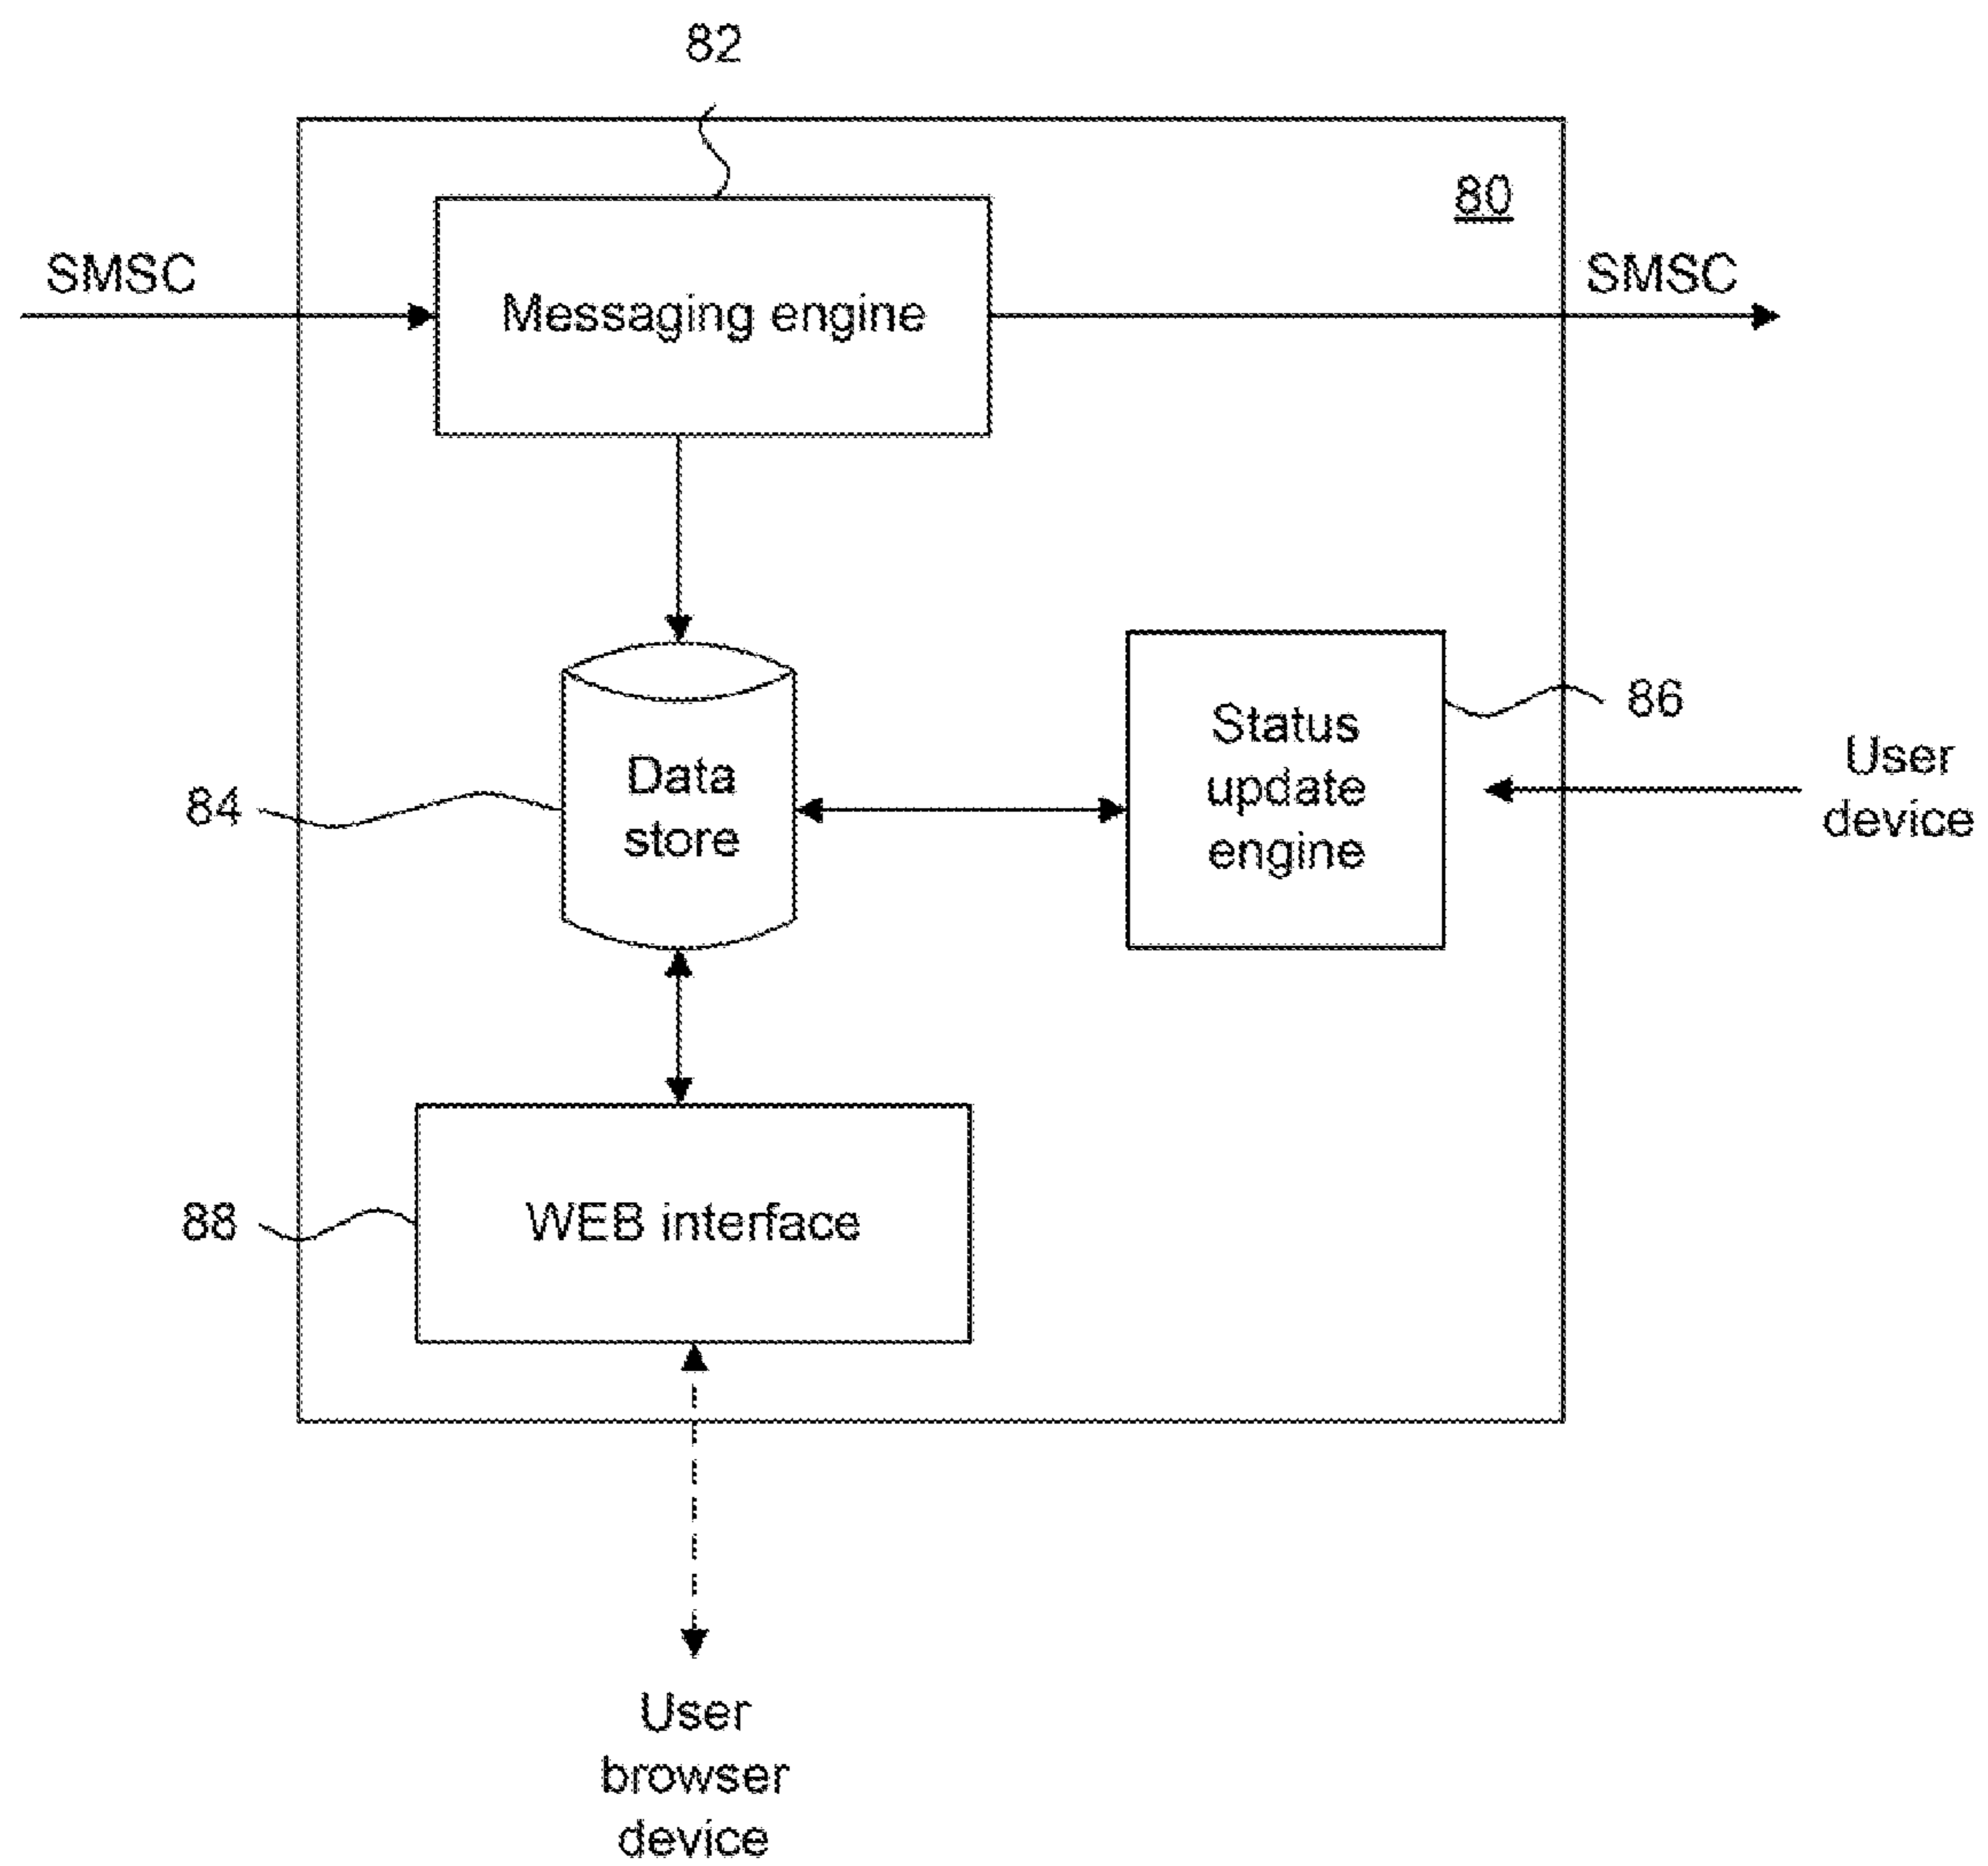 82
80
SMSC
Messaging engine
SMSC
86
Status
update
engine
User
device
84
Data
store
88
WEB interface
User
browser
device